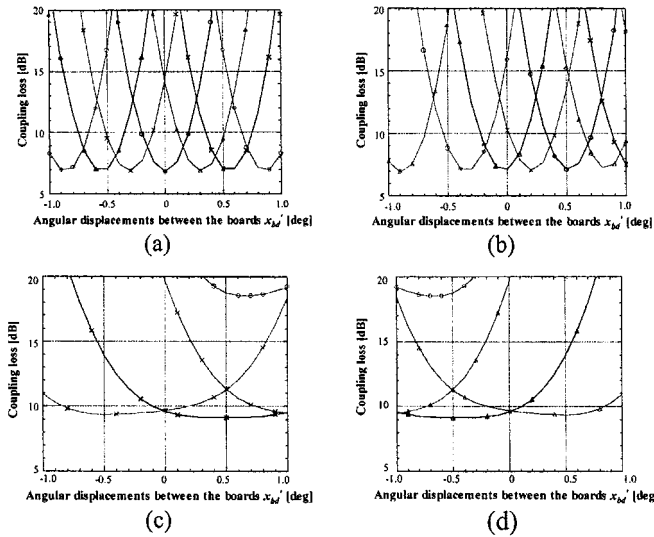 20
15
10
5
Coupling loss [dB]
-1.0 -0.5 0.0 0.5 1.0
Angular displacements between the boards x_bd' [deg]
(a)
20
15
10
5
Coupling loss [dB]
-1.0 -0.5 0.0 0.5 1.0
Angular displacements between the boards x_bd' [deg]
(b)
20
15
10
5
Coupling loss [dB]
-1.0 -0.5 0.0 0.5 1.0
Angular displacements between the boards x_bd' [deg]
(c)
20
15
10
5
Coupling loss [dB]
-1.0 -0.5 0.0 0.5 1.0
Angular displacements between the boards x_bd' [deg]
(d)